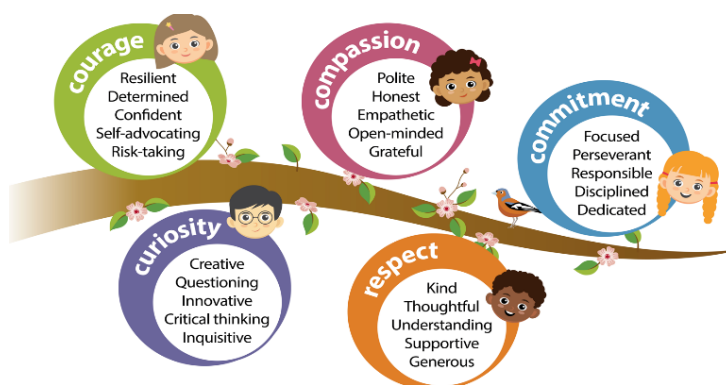 courage
Resilient
Determined
Confident
Self-advocating
Risk-taking
compassion
Polite
Honest
Empathetic
Open-minded
Grateful
commitment
Focused
Perseverant
Responsible
Disciplined
Dedicated
curiosity
Creative
Questioning
Innovative
Critical thinking
Inquisitive
respect
Kind
Thoughtful
Understanding
Supportive
Generous